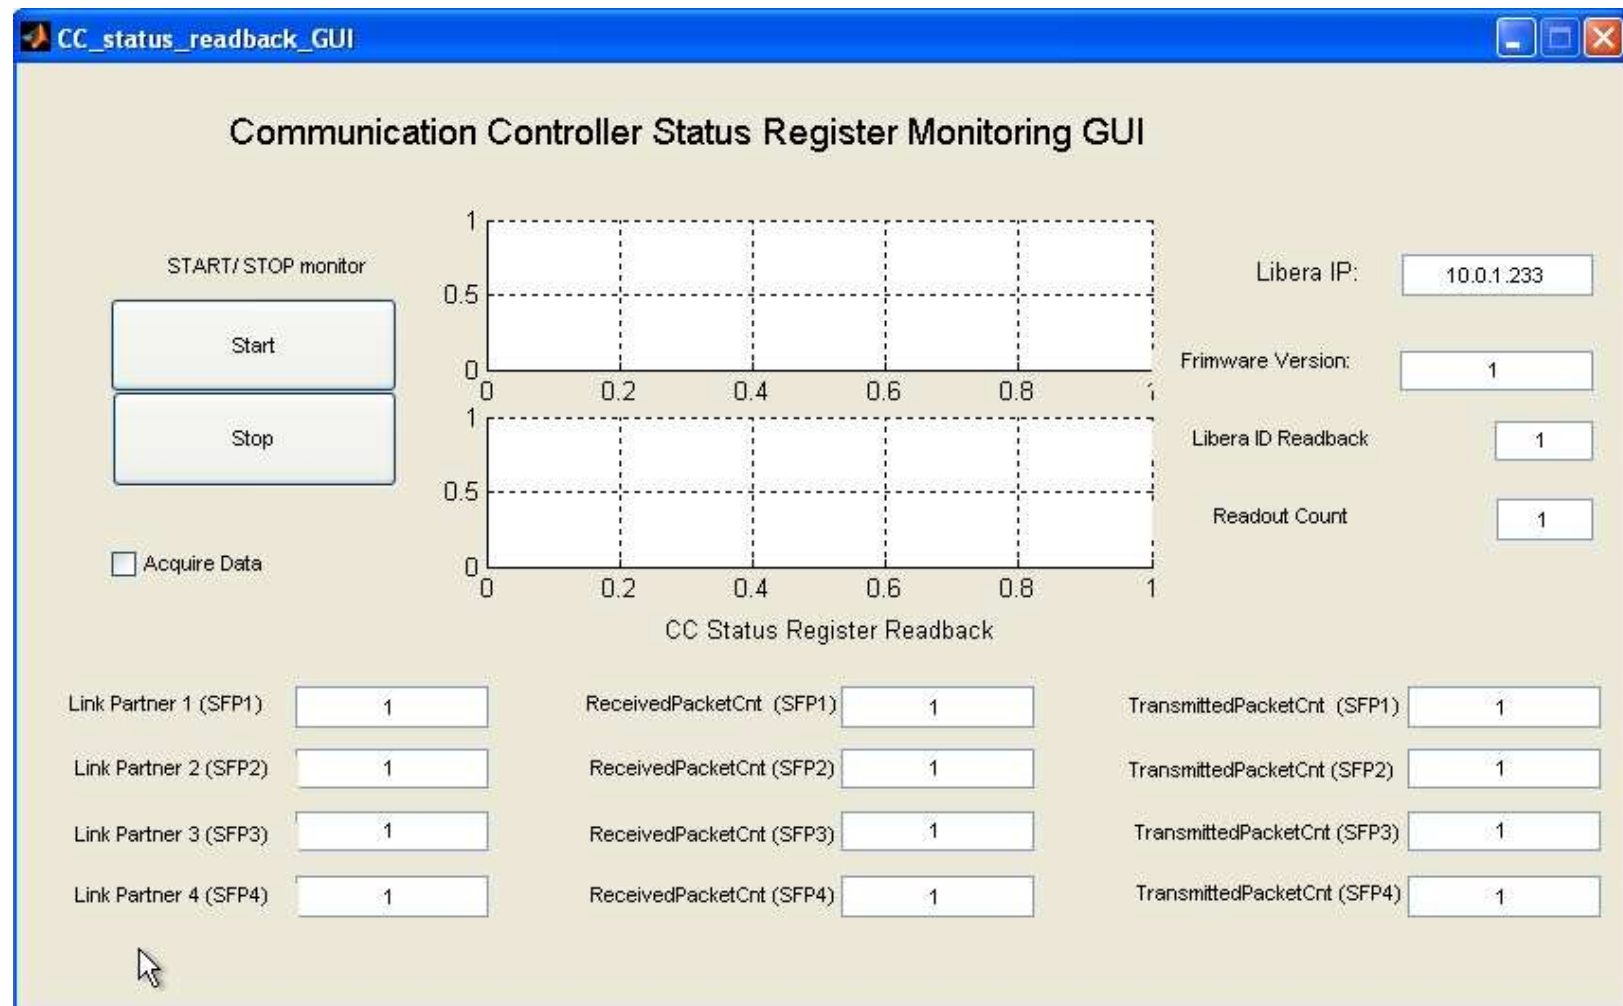 CC_status_readback_GUI
Communication Controller Status Register Monitoring GUI
START/ STOP monitor
Start
Stop
Acquire Data
1
0.5
0
0 0.2 0.4 0.6 0.8 1
1
0.5
0
0 0.2 0.4 0.6 0.8 1
CC Status Register Readback
Libera IP: 10.0.1.233
Frimware Version: 1
Libera ID Readback 1
Readout Count 1
Link Partner 1 (SFP1) 1 ReceivedPacketCnt (SFP1) 1 TransmittedPacketCnt (SFP1) 1
Link Partner 2 (SFP2) 1 ReceivedPacketCnt (SFP2) 1 TransmittedPacketCnt (SFP2) 1
Link Partner 3 (SFP3) 1 ReceivedPacketCnt (SFP3) 1 TransmittedPacketCnt (SFP3) 1
Link Partner 4 (SFP4) 1 ReceivedPacketCnt (SFP4) 1 TransmittedPacketCnt (SFP4) 1